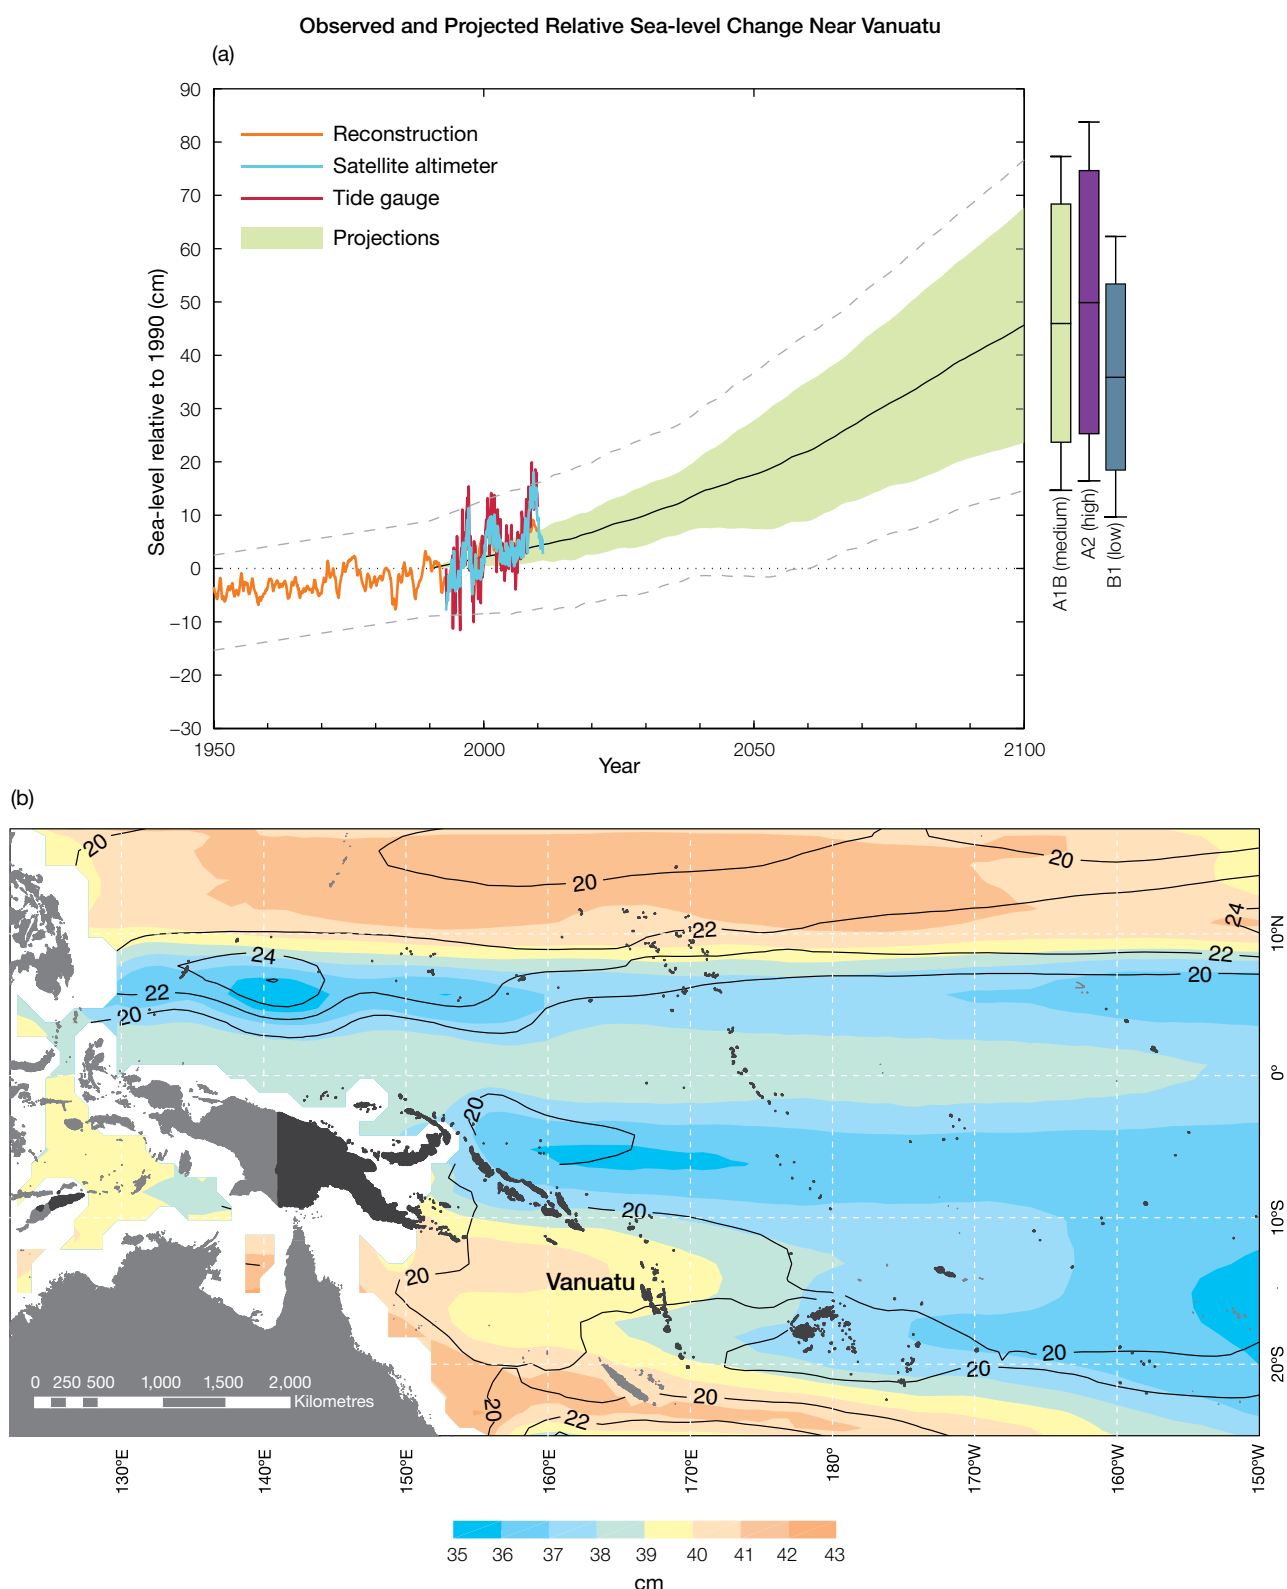 Observed and Projected Relative Sea-level Change Near Vanuatu
(a)
90
80
70
60
50
40
30
20
10
0
−10
−20
−30
Sea-level relative to 1990 (cm)
Reconstruction
Satellite altimeter
Tide gauge
Projections
1950
2000
2050
2100
Year
A1B (medium)
A2 (high)
B1 (low)
(b)
20
20
20
22
24
24
22
20
22
20
20
20
20
20
20
20
20
22
Vanuatu
0 250 500 1,000 1,500 2,000
Kilometres
10°N
0°
10°S
20°S
130°E
140°E
150°E
160°E
170°E
180°
170°W
160°W
150°W
35 36 37 38 39 40 41 42 43
cm